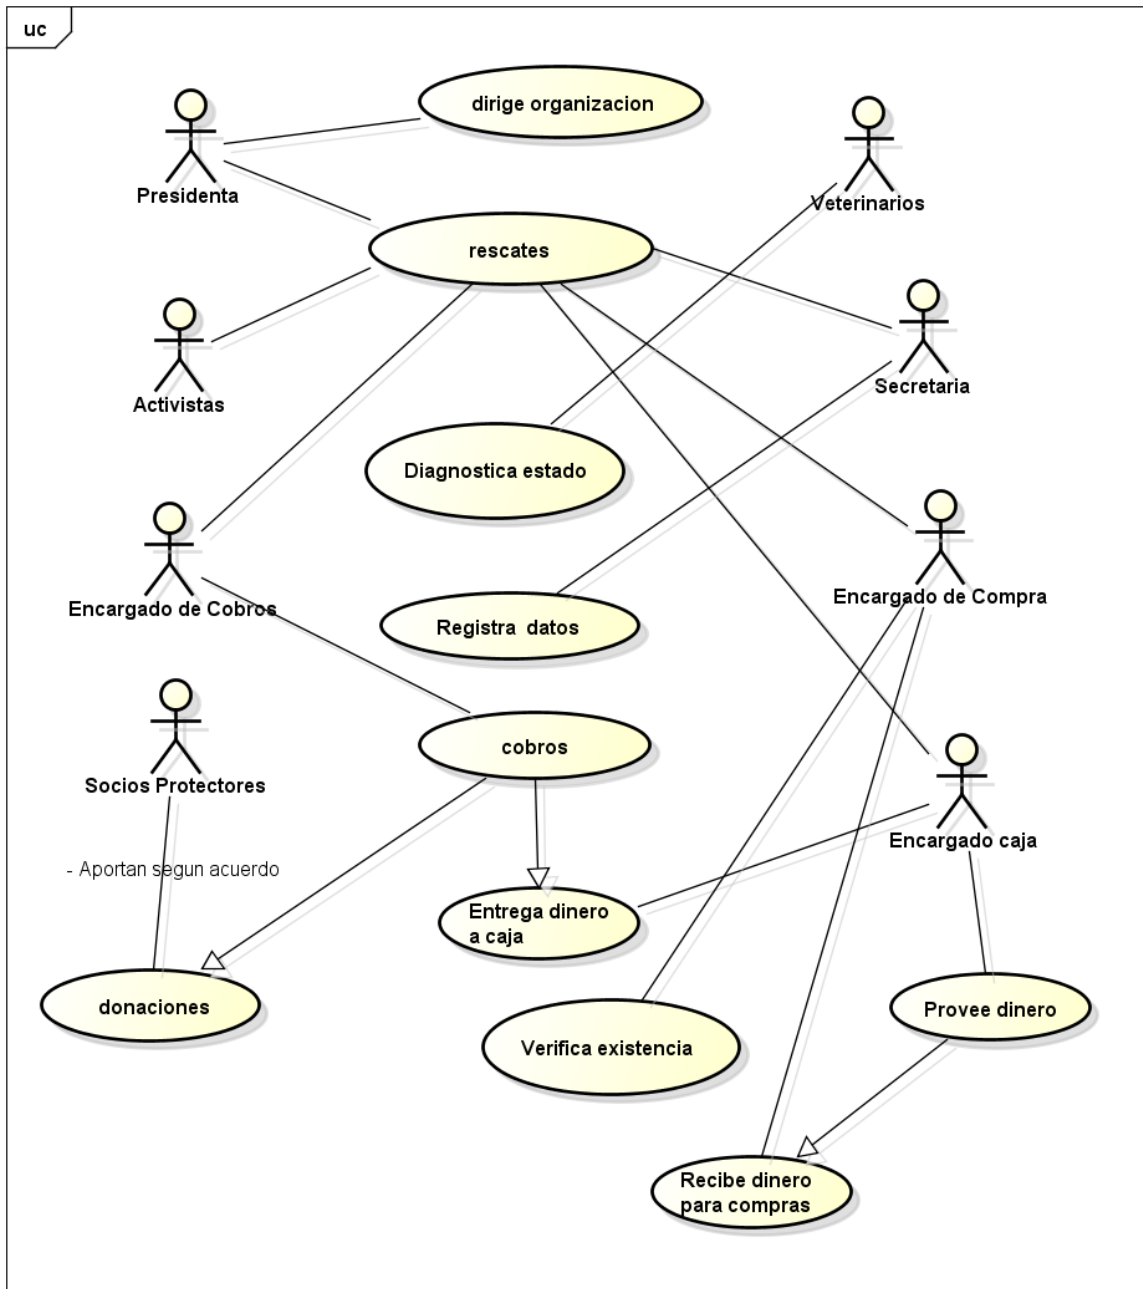 uc
dirige organizacion
Presidenta
Veterinarios
rescates
Activistas
Secretaria
Diagnostica estado
Encargado de Cobros
Encargado de Compra
Registra  datos
cobros
Socios Protectores
Encargado caja
- Aportan segun acuerdo
Entrega dinero
a caja
donaciones
Provee dinero
Verifica existencia
Recibe dinero
para compras